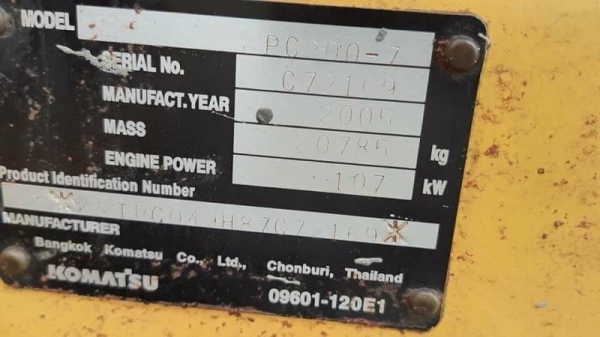 MODEL PC200-7
SERIAL No.
MANUFACT. YEAR 2005
MASS 20785 kg
ENGINE POWER 107 kW
Product Identification Number
MANUFACTURER
Bangkok Komatsu Co., Ltd., Chonburi, Thailand
KOMATSU 09601-120E1